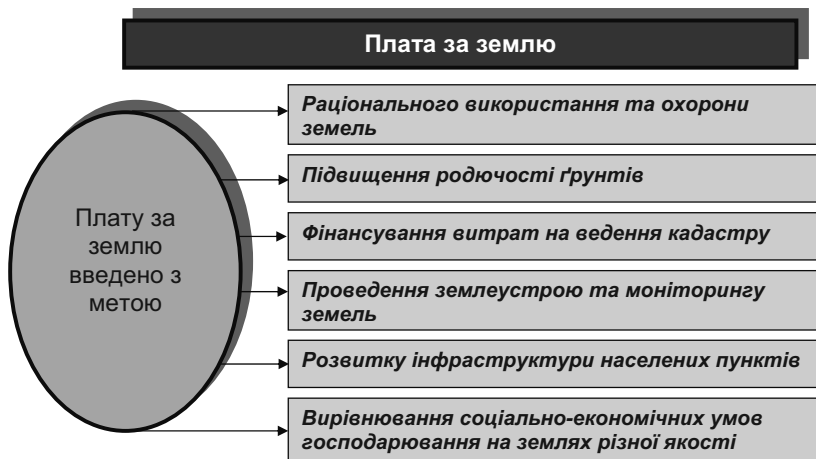 Плата за землю
Плату за
землю
введено з
метою
Раціонального використання та охорони
земель
Підвищення родючості ґрунтів
Фінансування витрат на ведення кадастру
Проведення землеустрою та моніторингу
земель
Розвитку інфраструктури населених пунктів
Вирівнювання соціально-економічних умов
господарювання на землях різної якості